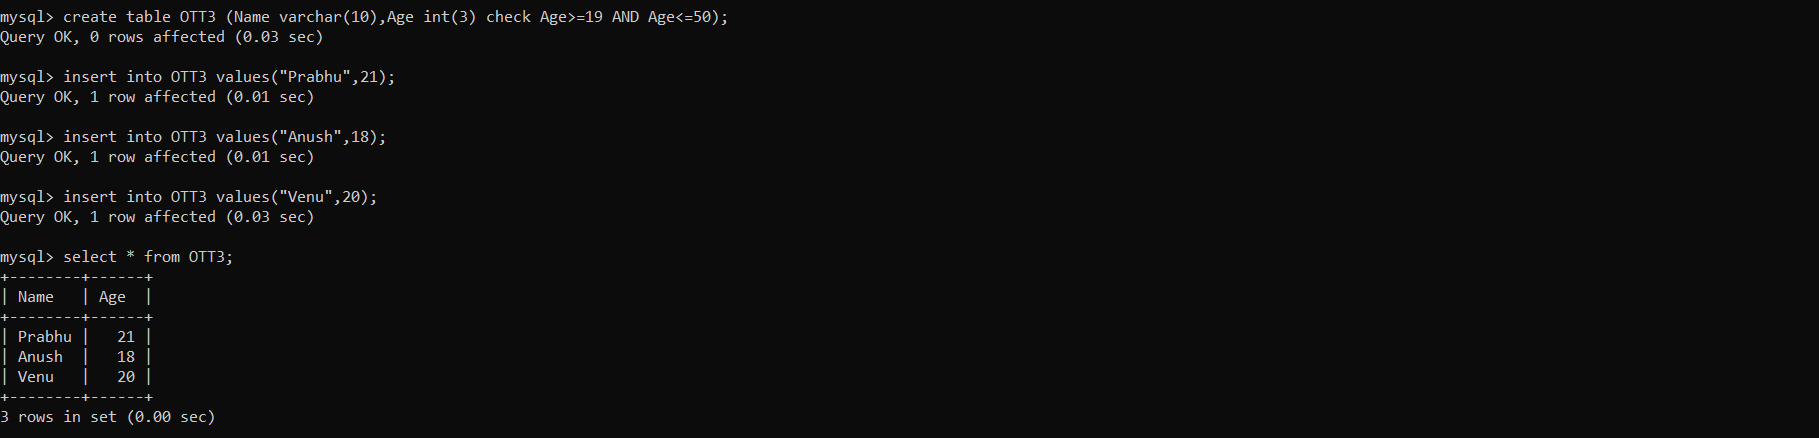 mysql> create table OTT3 (Name varchar(10),Age int(3) check Age>=19 AND Age<=50);
Query OK, 0 rows affected (0.03 sec)
mysql> insert into OTT3 values("Prabhu",21);
Query OK, 1 row affected (0.01 sec)
mysql> insert into OTT3 values("Anush",18);
Query OK, 1 row affected (0.01 sec)
mysql> insert into OTT3 values("Venu",20);
Query OK, 1 row affected (0.03 sec)
mysql> select * from OTT3;
+--------+------+
| Name   | Age  |
+--------+------+
| Prabhu |   21 |
| Anush  |   18 |
| Venu   |   20 |
+--------+------+
3 rows in set (0.00 sec)